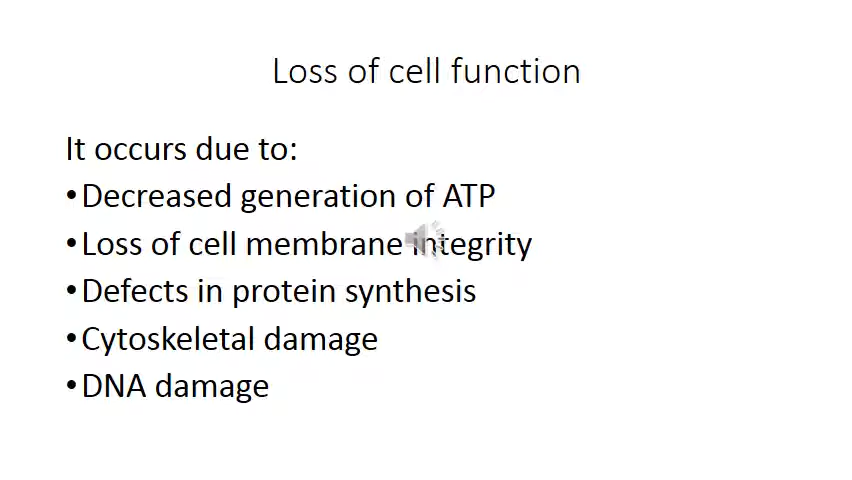 Loss of cell function
It occurs due to:
•Decreased generation of ATP
•Loss of cell membrane integrity
•Defects in protein synthesis
•Cytoskeletal damage
•DNA damage